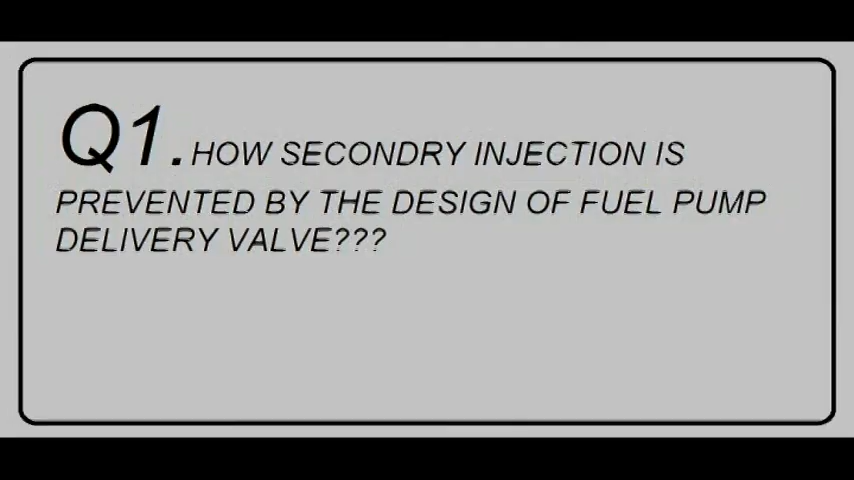 Q1.HOW SECONDRY INJECTION IS
PREVENTED BY THE DESIGN OF FUEL PUMP
DELIVERY VALVE???